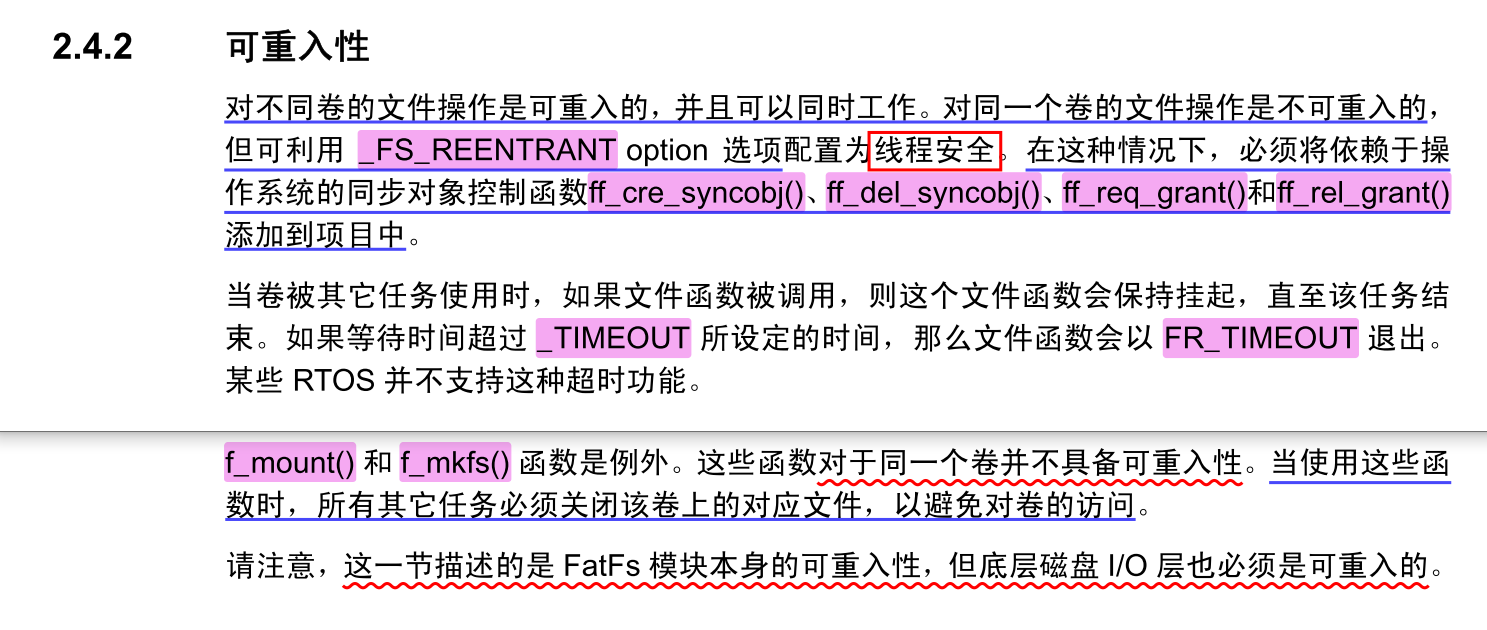 2.4.2 可重入性
对不同卷的文件操作是可重入的，并且可以同时工作。对同一个卷的文件操作是不可重入的，
但可利用 _FS_REENTRANT option 选项配置为线程安全。在这种情况下，必须将依赖于操
作系统的同步对象控制函数ff_cre_syncobj()、ff_del_syncobj()、ff_req_grant()和ff_rel_grant()
添加到项目中。
当卷被其它任务使用时，如果文件函数被调用，则这个文件函数会保持挂起，直至该任务结
束。如果等待时间超过 _TIMEOUT 所设定的时间，那么文件函数会以 FR_TIMEOUT 退出。
某些 RTOS 并不支持这种超时功能。
f_mount() 和 f_mkfs() 函数是例外。这些函数对于同一个卷并不具备可重入性。当使用这些函
数时，所有其它任务必须关闭该卷上的对应文件，以避免对卷的访问。
请注意，这一节描述的是 FatFs 模块本身的可重入性，但底层磁盘 I/O 层也必须是可重入的。